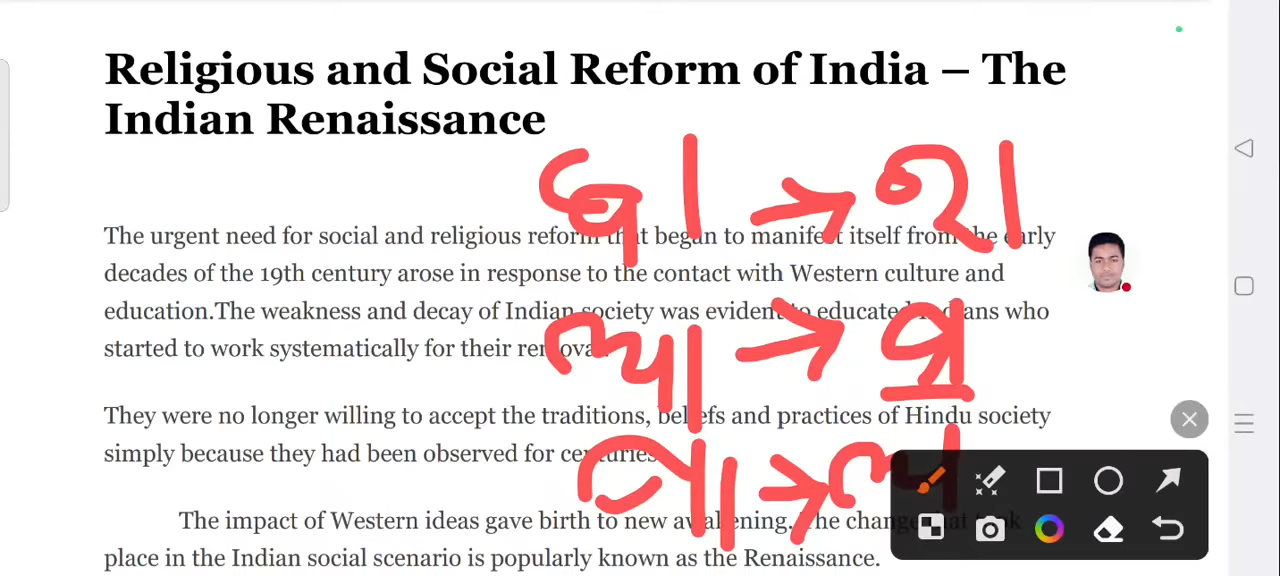 Religious and Social Reform of India – The
Indian Renaissance
The urgent need for social and religious reform that began to manifest itself from the early
decades of the 19th century arose in response to the contact with Western culture and
education.The weakness and decay of Indian society was evident to educated Indians who
started to work systematically for their removal.
They were no longer willing to accept the traditions, beliefs and practices of Hindu society
simply because they had been observed for centuries.
The impact of Western ideas gave birth to new awakening. The change that took
place in the Indian social scenario is popularly known as the Renaissance.